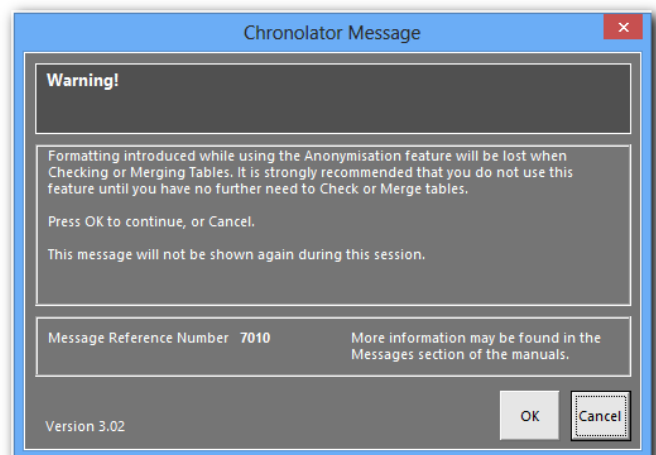 Chronolator Message
Warning!
Formatting introduced while using the Anonymisation feature will be lost when
Checking or Merging Tables. It is strongly recommended that you do not use this
feature until you have no further need to Check or Merge tables.
Press OK to continue, or Cancel.
This message will not be shown again during this session.
Message Reference Number 7010
More information may be found in the
Messages section of the manuals.
Version 3.02
OK
Cancel